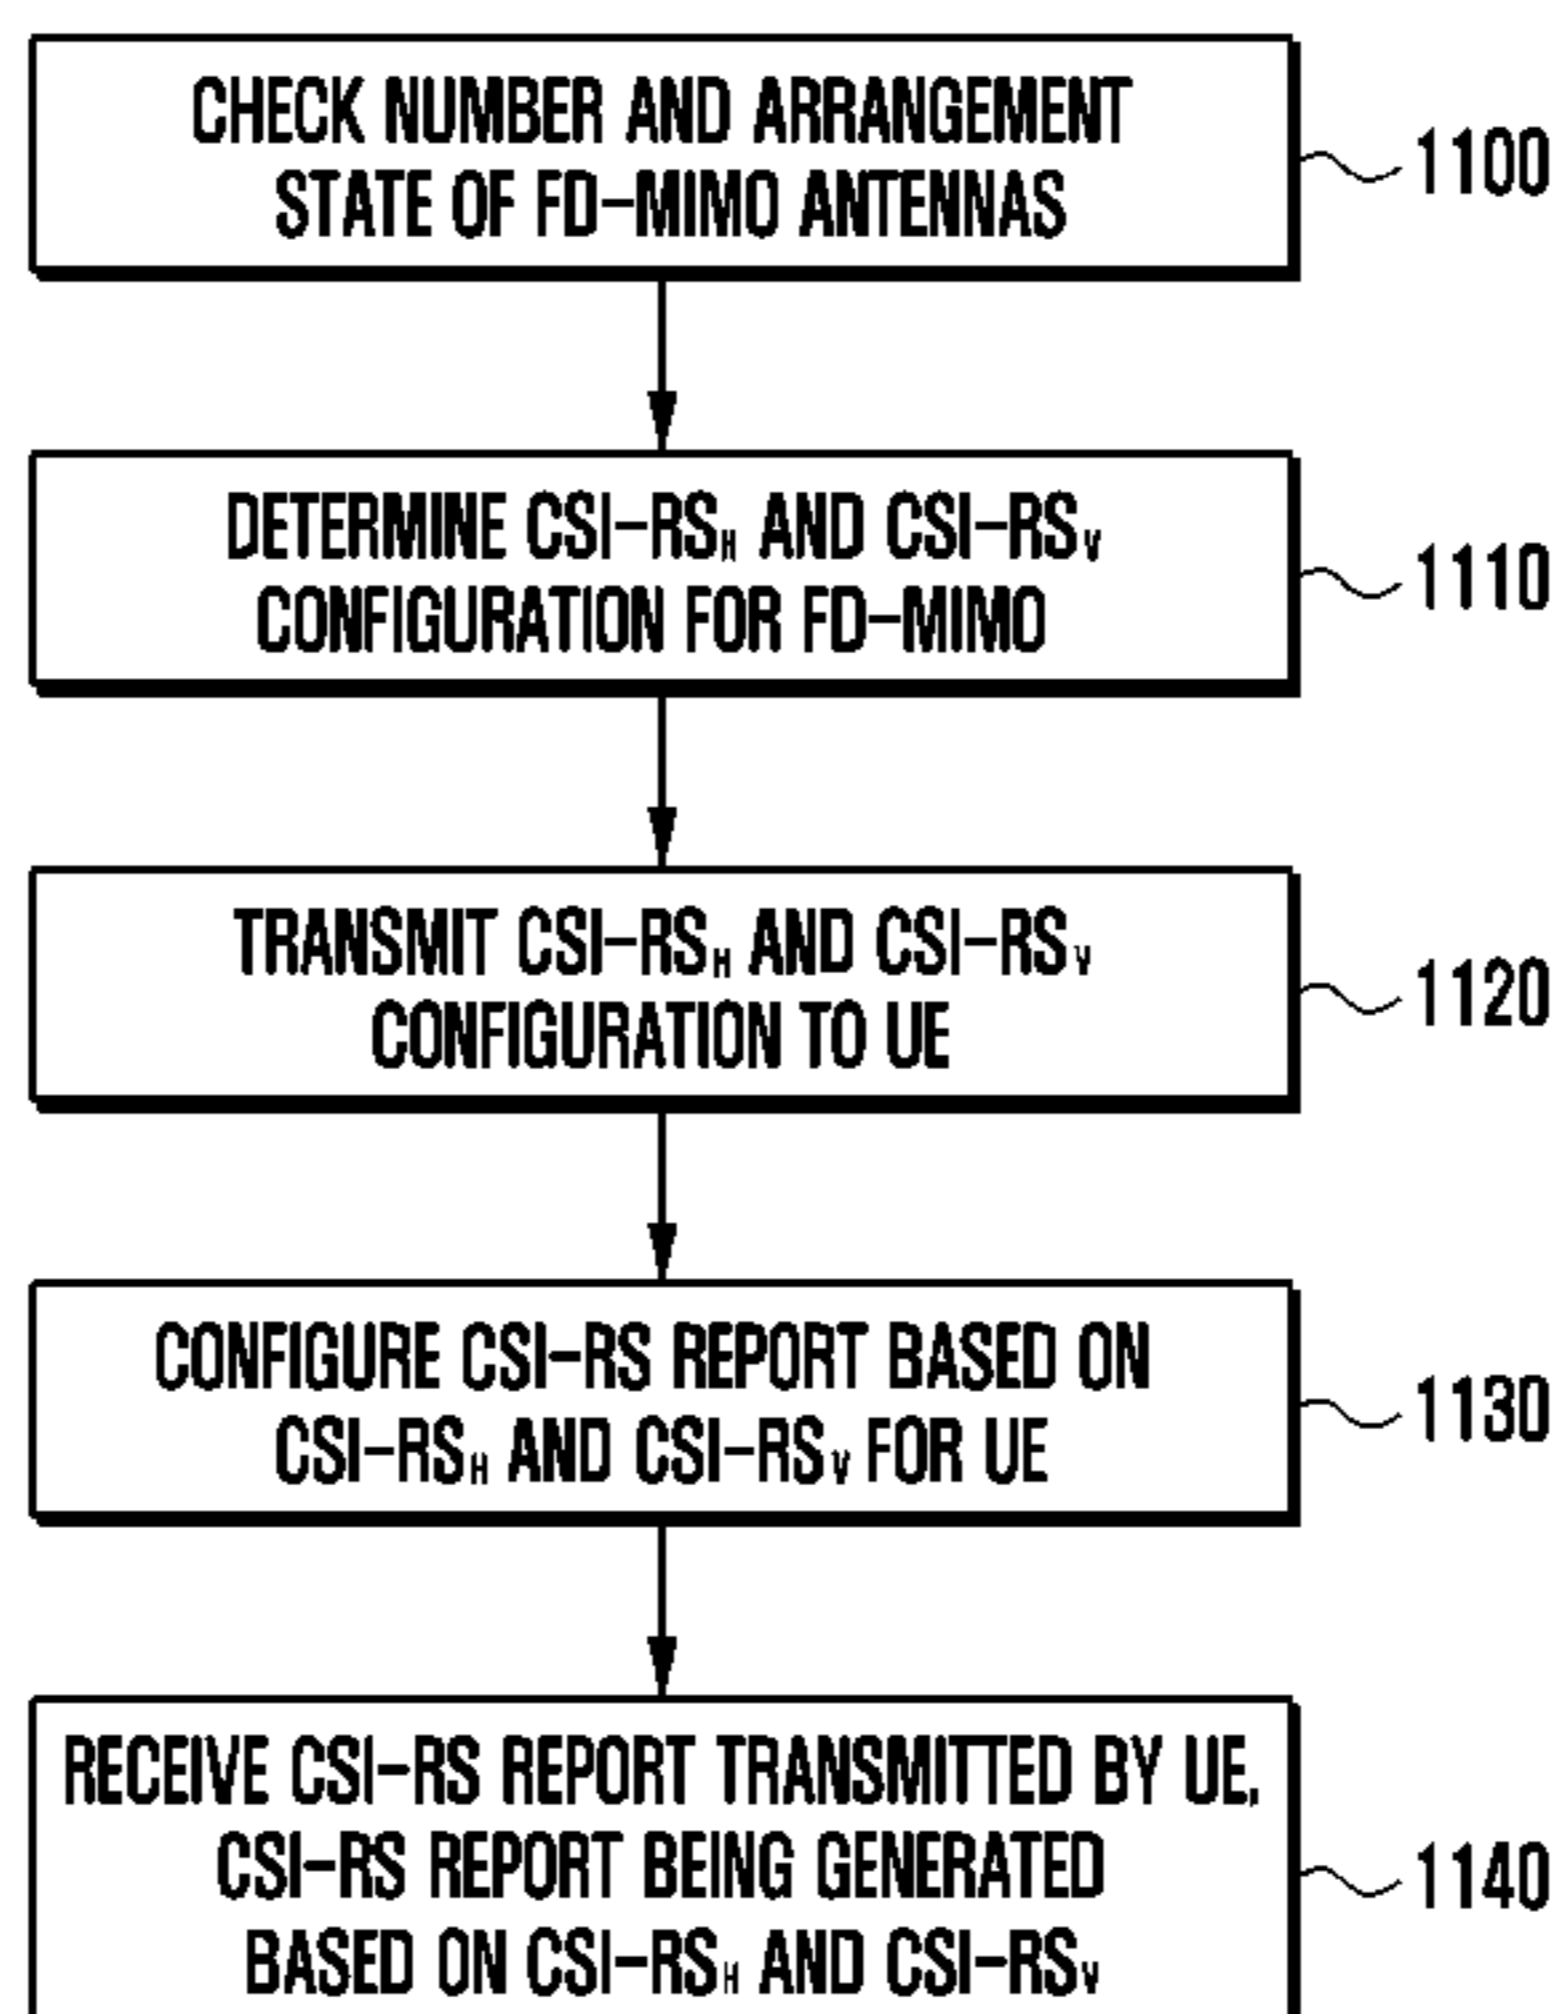 CHECK NUMBER AND ARRANGEMENT
STATE OF FD-MIMO ANTENNAS
1100
DETERMINE CSI-RSH AND CSI-RSV
CONFIGURATION FOR FD-MIMO
1110
TRANSMIT CSI-RSH AND CSI-RSV
CONFIGURATION TO UE
1120
CONFIGURE CSI-RS REPORT BASED ON
CSI-RSH AND CSI-RSV FOR UE
1130
RECEIVE CSI-RS REPORT TRANSMITTED BY UE,
CSI-RS REPORT BEING GENERATED
BASED ON CSI-RSH AND CSI-RSV
1140